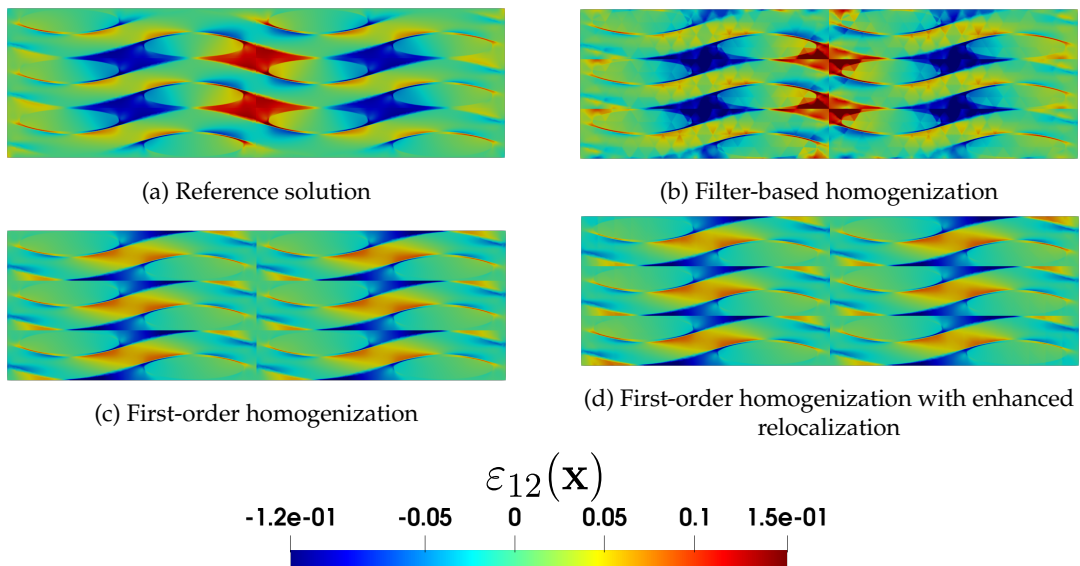 (a) Reference solution
(b) Filter-based homogenization
(c) First-order homogenization
(d) First-order homogenization with enhanced
relocalization
ε₁₂(𝐱)
-1.2e-01 -0.05 0 0.05 0.1 1.5e-01